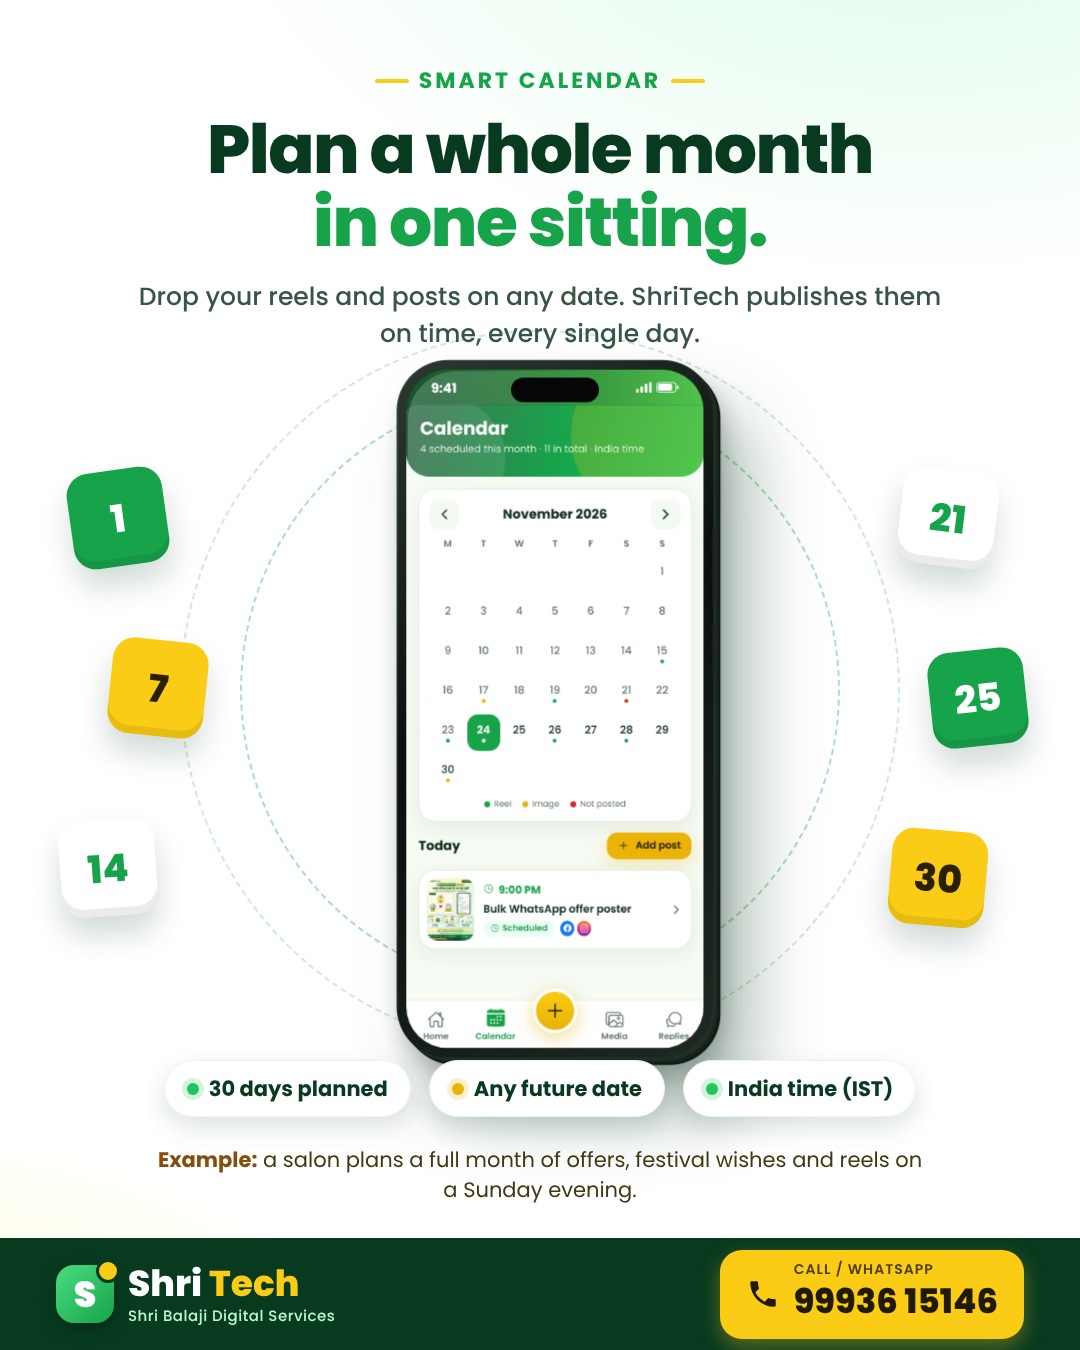 SMART CALENDAR
Plan a whole month
in one sitting.
Drop your reels and posts on any date. ShriTech publishes them
on time, every single day.
9:41
Calendar
4 scheduled this month · 11 in total · India time
November 2026
M T W T F S S
1
2 3 4 5 6 7 8
9 10 11 12 13 14 15
16 17 18 19 20 21 22
23 24 25 26 27 28 29
30
Reel Image Not posted
Today
+ Add post
9:00 PM
Bulk WhatsApp offer poster
Scheduled
Home Calendar Media Replies
1
7
14
21
25
30
30 days planned
Any future date
India time (IST)
Example: a salon plans a full month of offers, festival wishes and reels on
a Sunday evening.
S
Shri Tech
Shri Balaji Digital Services
CALL / WHATSAPP
99936 15146